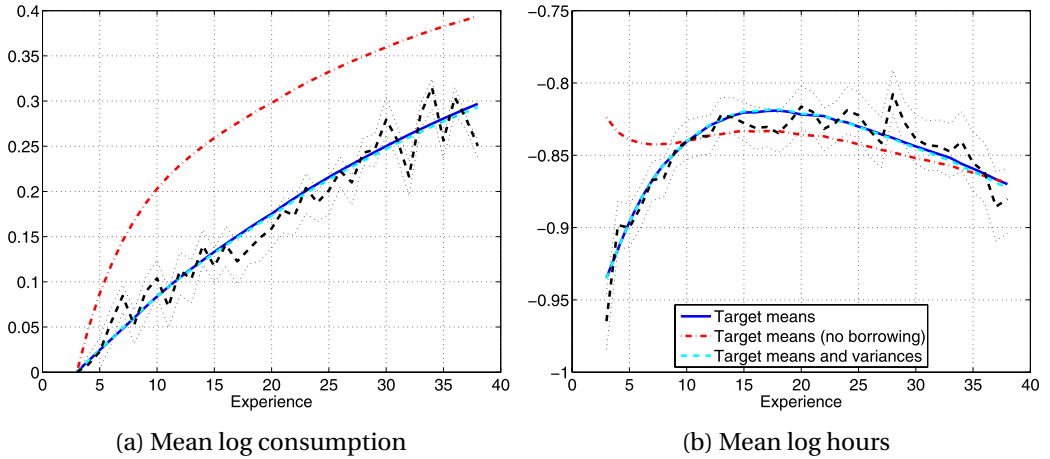 0.4
0.35
0.3
0.25
0.2
0.15
0.1
0.05
0
0 5 10 15 20 25 30 35 40
Experience
(a) Mean log consumption
−0.75
−0.8
−0.85
−0.9
−0.95
−1
Target means
Target means (no borrowing)
Target means and variances
0 5 10 15 20 25 30 35 40
Experience
(b) Mean log hours